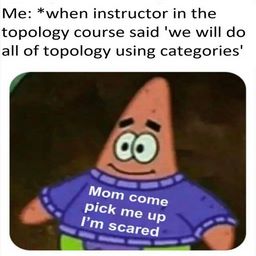 Me: *when instructor in the
topology course said 'we will do
all of topology using categories'
Mom come
pick me up
I'm scared